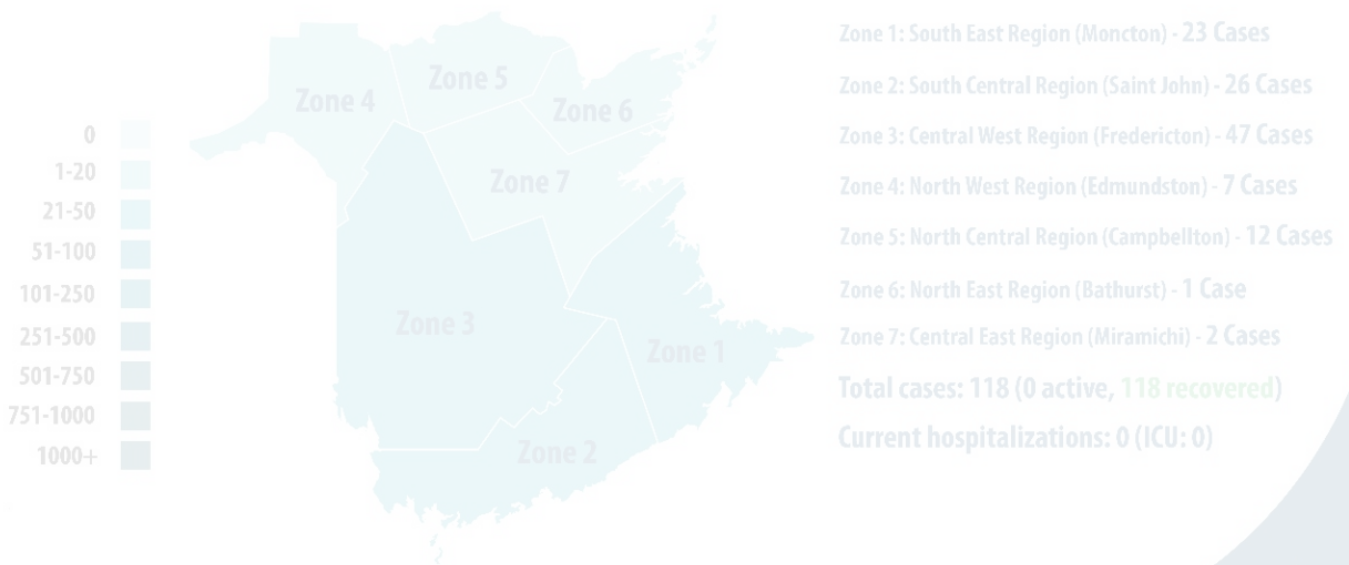 Zone 1: South East Region (Moncton) - 23 Cases
Zone 2: South Central Region (Saint John) - 26 Cases
Zone 3: Central West Region (Fredericton) - 47 Cases
Zone 4: North West Region (Edmundston) - 7 Cases
Zone 5: North Central Region (Campbellton) - 12 Cases
Zone 6: North East Region (Bathurst) - 1 Case
Zone 7: Central East Region (Miramichi) - 2 Cases
Total cases: 118 (0 active, 118 recovered)
Current hospitalizations: 0 (ICU: 0)
Zone 5
Zone 4
Zone 6
Zone 7
Zone 3
Zone 1
Zone 2
0
1-20
21-50
51-100
101-250
251-500
501-750
751-1000
1000+